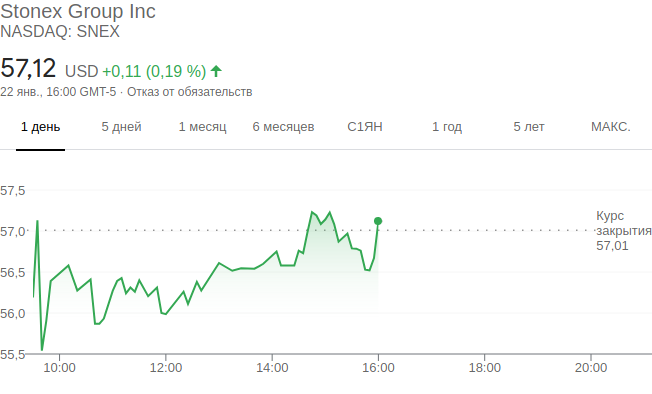 Stonex Group Inc
NASDAQ: SNEX
57,12 USD +0,11 (0,19 %)
22 янв., 16:00 GMT-5 · Отказ от обязательств
1 день 5 дней 1 месяц 6 месяцев С1ЯН 1 год 5 лет МАКС.
57,5
Курс
57,0 закрытия
57,01
56,5
56,0
55,5
10:00 12:00 14:00 16:00 18:00 20:00